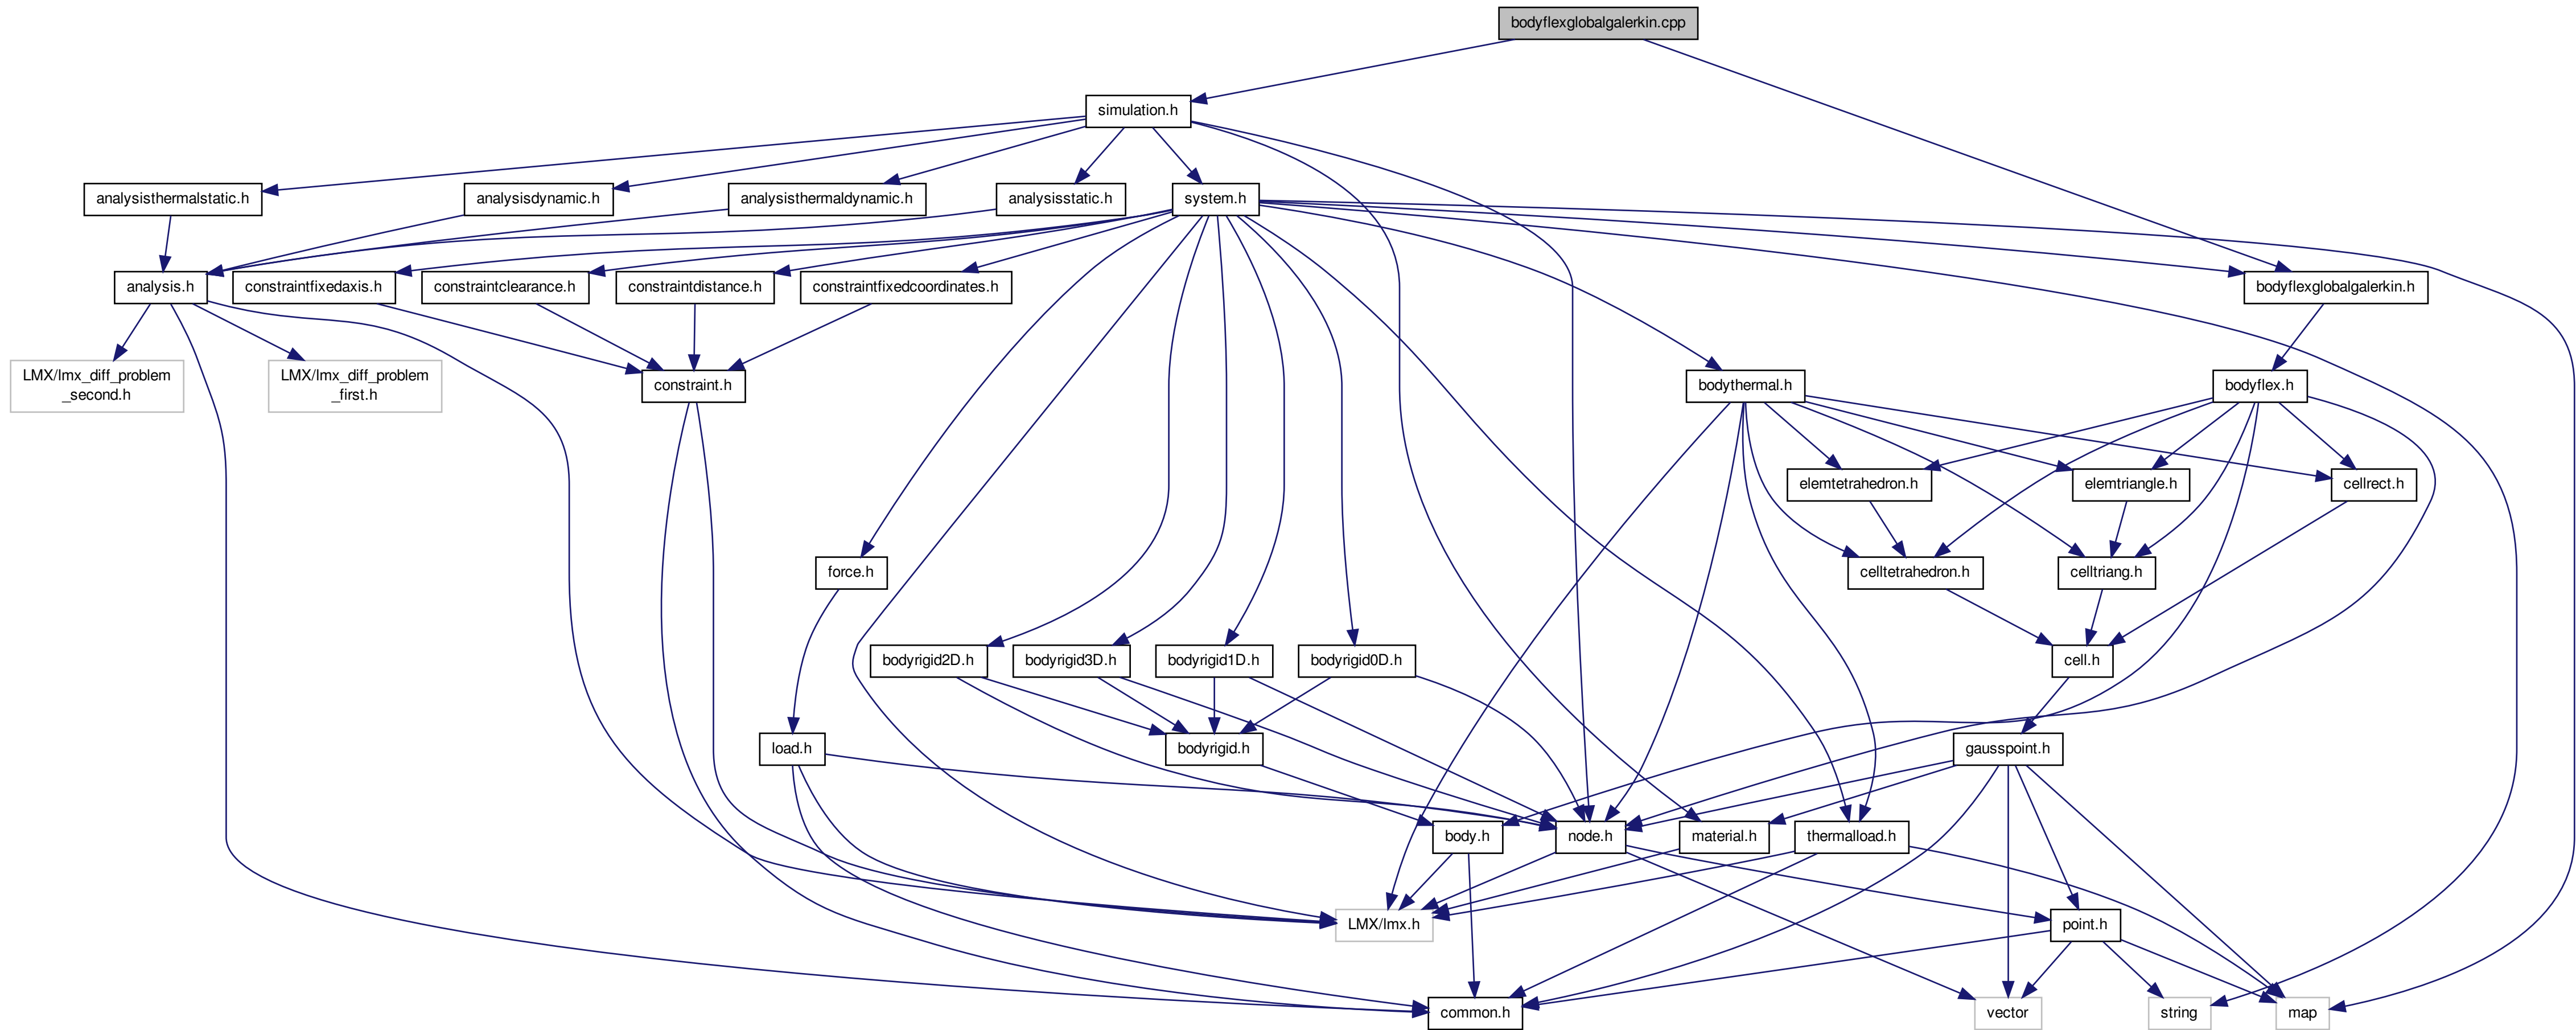 bodyflexglobalgalerkin.cpp
simulation.h
analysisthermalstatic.h
analysisdynamic.h
analysisthermaldynamic.h
analysisstatic.h
system.h
analysis.h
constraintfixedaxis.h
constraintclearance.h
constraintdistance.h
constraintfixedcoordinates.h
bodyflexglobalgalerkin.h
LMX/lmx_diff_problem
_second.h
LMX/lmx_diff_problem
_first.h
constraint.h
bodythermal.h
bodyflex.h
elemtetrahedron.h
elemtriangle.h
cellrect.h
force.h
celltetrahedron.h
celltriang.h
bodyrigid2D.h
bodyrigid3D.h
bodyrigid1D.h
bodyrigid0D.h
cell.h
load.h
bodyrigid.h
gausspoint.h
body.h
node.h
material.h
thermalload.h
LMX/lmx.h
point.h
common.h
vector
string
map